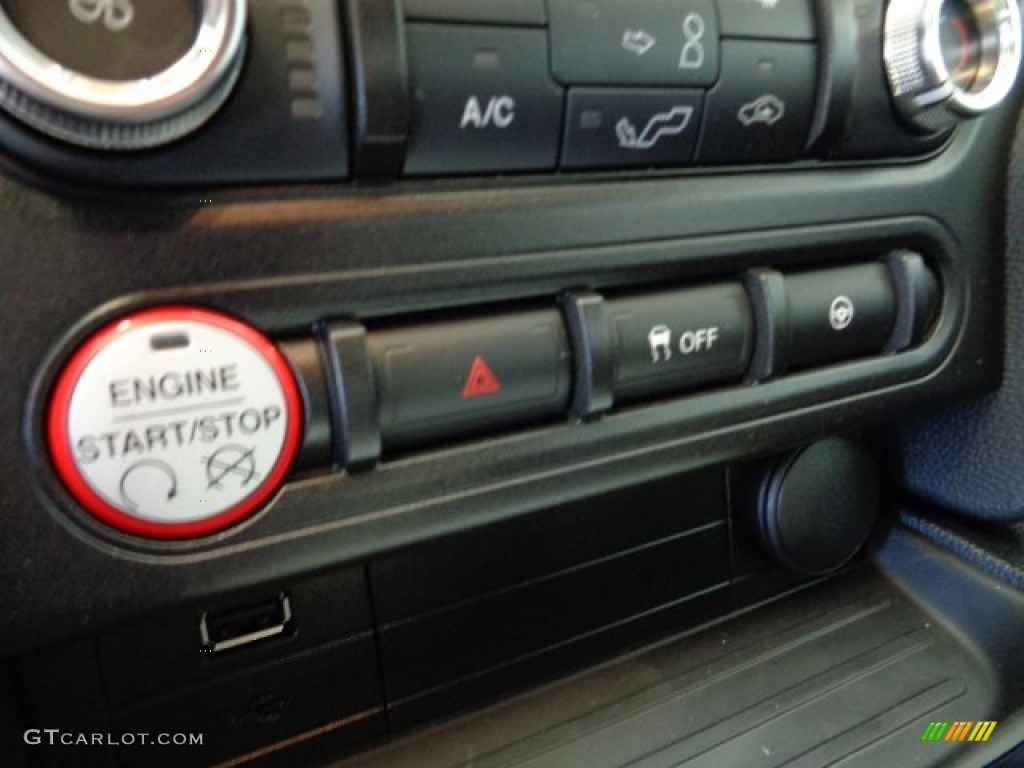 A/C
ENGINE
START/STOP
OFF
GTCARLOT.COM